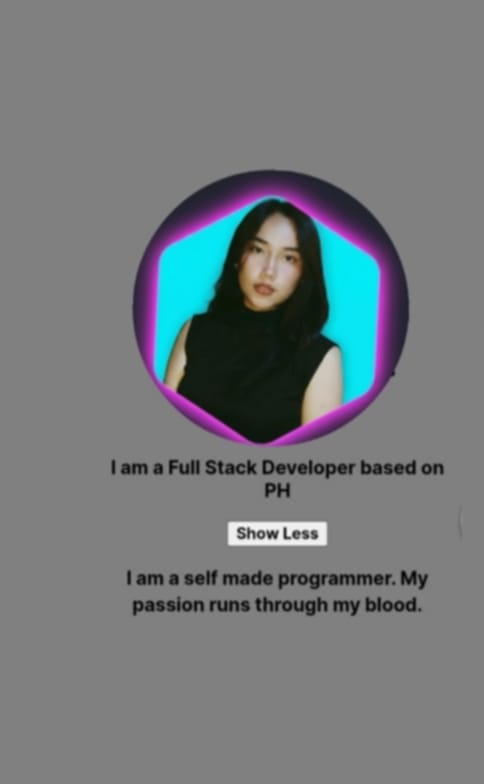 I am a Full Stack Developer based on
PH
Show Less
I am a self made programmer. My
passion runs through my blood.